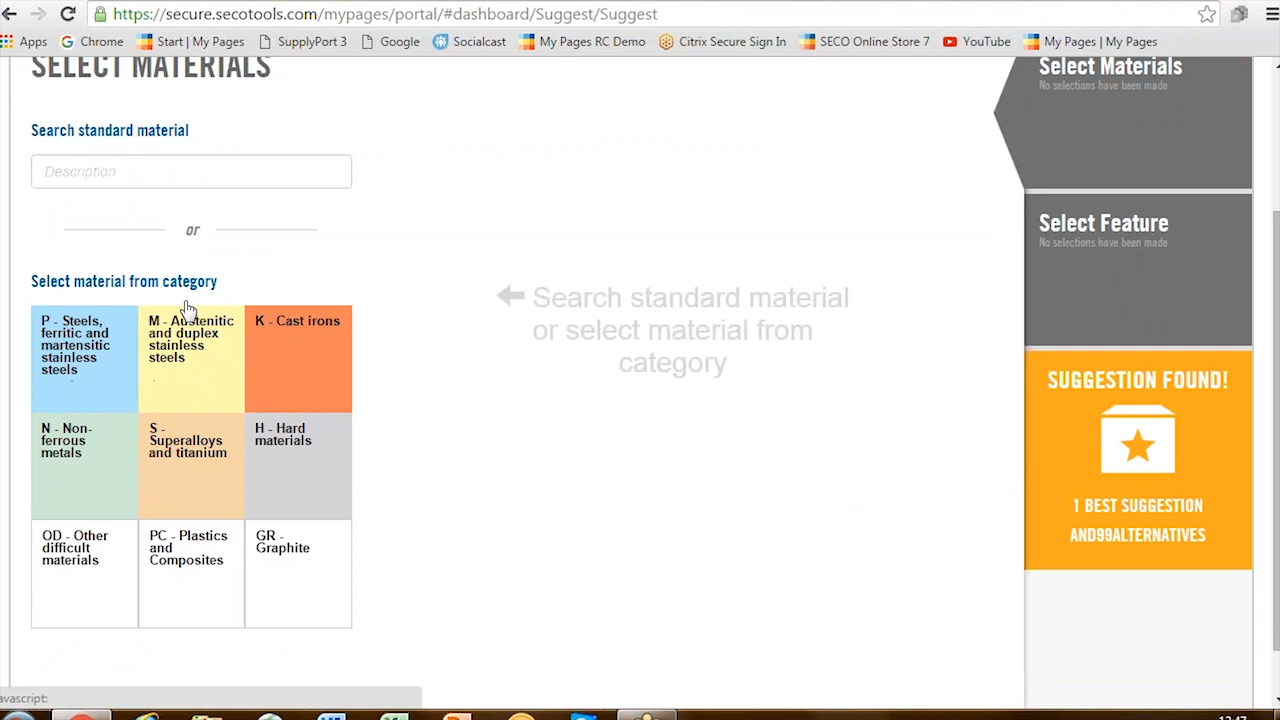 https://secure.secotools.com/mypages/portal/#dashboard/Suggest/Suggest
Apps Chrome Start | My Pages SupplyPort 3 Google Socialcast My Pages RC Demo Citrix Secure Sign In SECO Online Store 7 YouTube My Pages | My Pages
SELECT MATERIALS
Search standard material
Description
or
Select material from category
P - Steels,
ferritic and
martensitic
stainless
steels
M - Austenitic
and duplex
stainless
steels
K - Cast irons
N - Non-
ferrous
metals
S -
Superalloys
and titanium
H - Hard
materials
OD - Other
difficult
materials
PC - Plastics
and
Composites
GR -
Graphite
Search standard material
or select material from
category
Select Materials
No selections have been made
Select Feature
No selections have been made
SUGGESTION FOUND!
1 BEST SUGGESTION
AND99ALTERNATIVES
avascript:
12:47